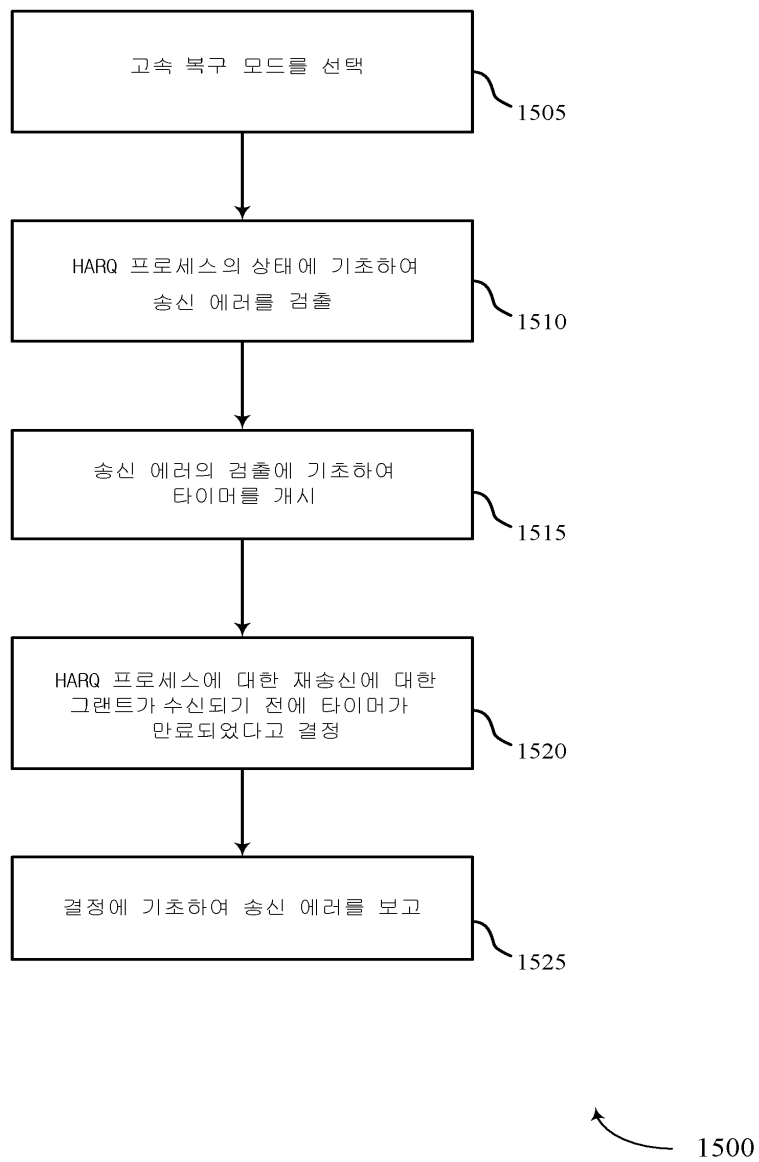 고속 복구 모드를 선택
1505
HARQ 프로세스의 상태에 기초하여
송신 에러를 검출
1510
송신 에러의 검출에 기초하여
타이머를 개시
1515
HARQ 프로세스에 대한 재송신에 대한
그랜트가 수신되기 전에 타이머가
만료되었다고 결정
1520
결정에 기초하여 송신 에러를 보고
1525
1500